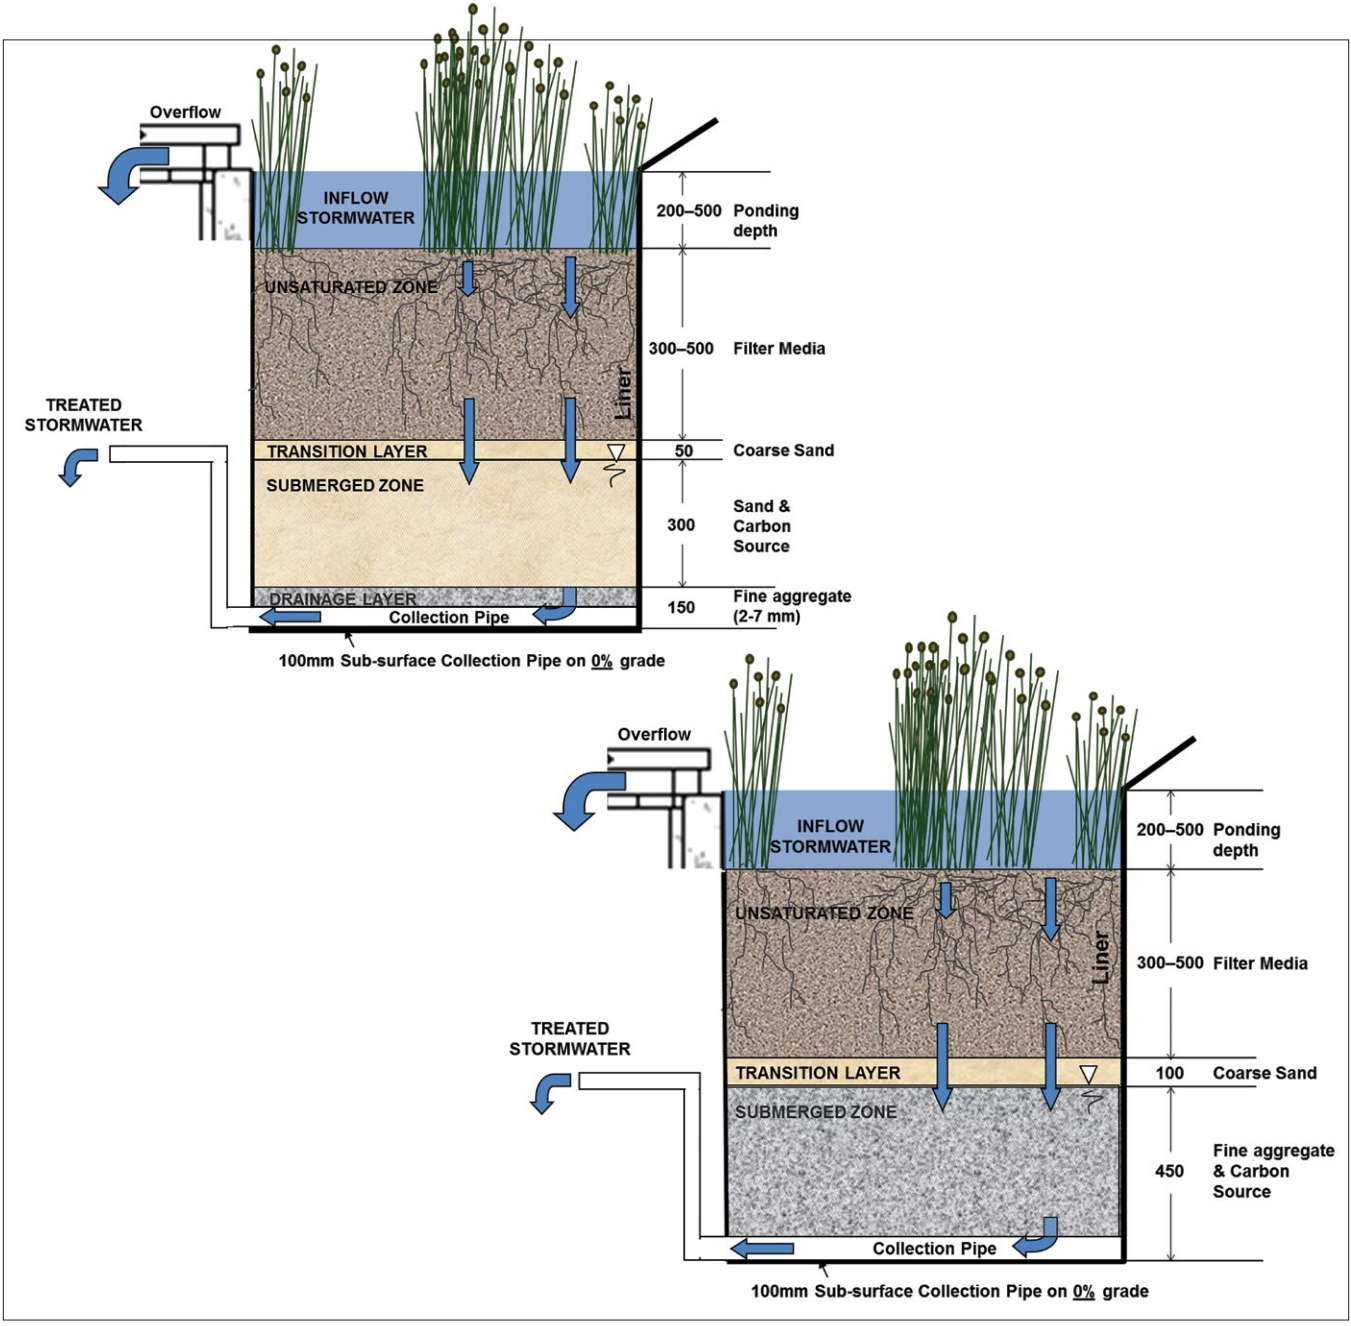 Overflow
INFLOW
STORMWATER
200–500
Ponding
depth
UNSATURATED ZONE
300–500
Filter Media
Liner
TREATED
STORMWATER
TRANSITION LAYER
50
Coarse Sand
SUBMERGED ZONE
300
Sand &
Carbon
Source
DRAINAGE LAYER
150
Fine aggregate
(2-7 mm)
Collection Pipe
100mm Sub-surface Collection Pipe on 0% grade
Overflow
INFLOW
STORMWATER
200–500
Ponding
depth
UNSATURATED ZONE
Liner
300–500
Filter Media
TREATED
STORMWATER
TRANSITION LAYER
100
Coarse Sand
SUBMERGED ZONE
450
Fine aggregate
& Carbon
Source
Collection Pipe
100mm Sub-surface Collection Pipe on 0% grade